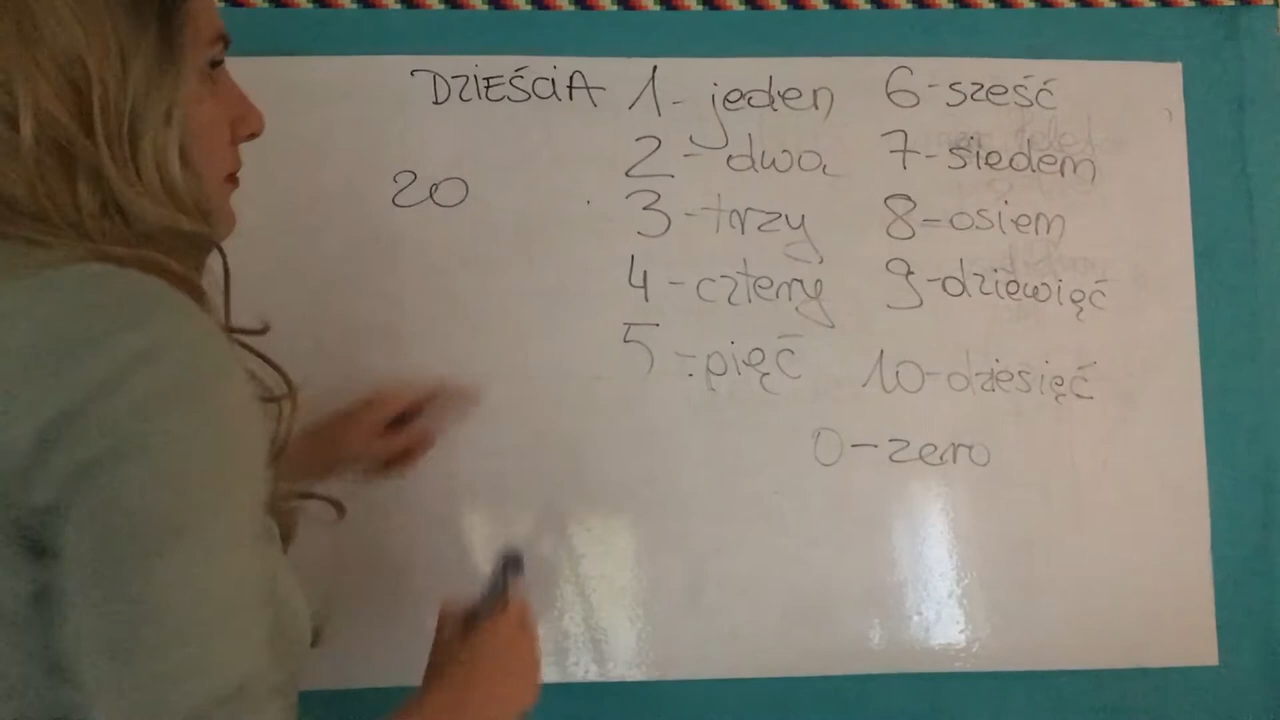 DZIEŚCIA
20
1- jeden
2- dwa
3-trzy
4-cztery
5-pięć
6-sześć
7-siedem
8-osiem
9-dziewięć
10-dziesięć
0-zero